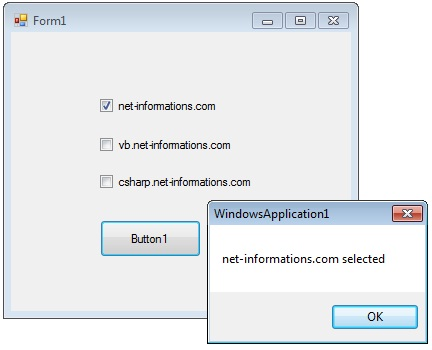 Form1
net-informations.com
vb.net-informations.com
csharp.net-informations.com
Button1
WindowsApplication1
net-informations.com selected
OK